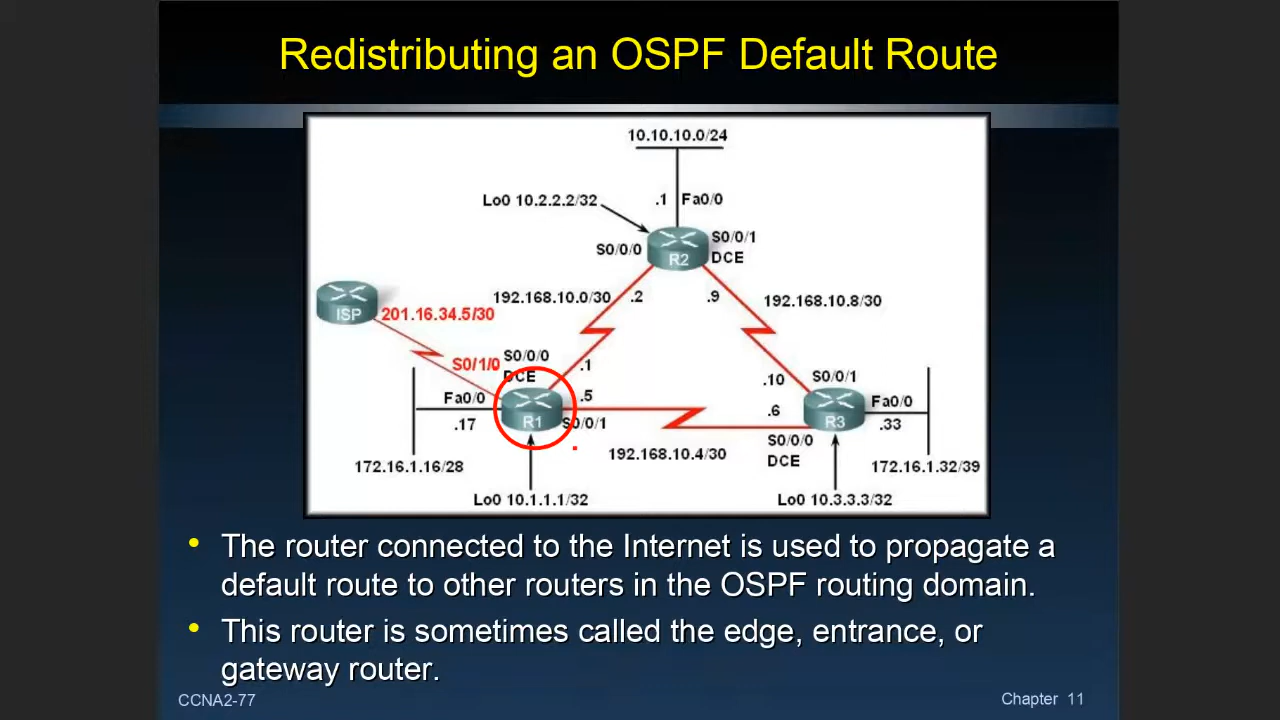 Redistributing an OSPF Default Route
10.10.10.0/24
Lo0 10.2.2.2/32
.1
Fa0/0
S0/0/0
R2
S0/0/1
DCE
192.168.10.0/30
.2
.9
192.168.10.8/30
ISP
201.16.34.5/30
S0/1/0
S0/0/0
DCE
.1
.10
S0/0/1
Fa0/0
.17
R1
.5
S0/0/1
.6
R3
Fa0/0
.33
S0/0/0
DCE
192.168.10.4/30
172.16.1.16/28
172.16.1.32/39
Lo0 10.1.1.1/32
Lo0 10.3.3.3/32
• The router connected to the Internet is used to propagate a
default route to other routers in the OSPF routing domain.
• This router is sometimes called the edge, entrance, or
gateway router.
CCNA2-77
Chapter 11